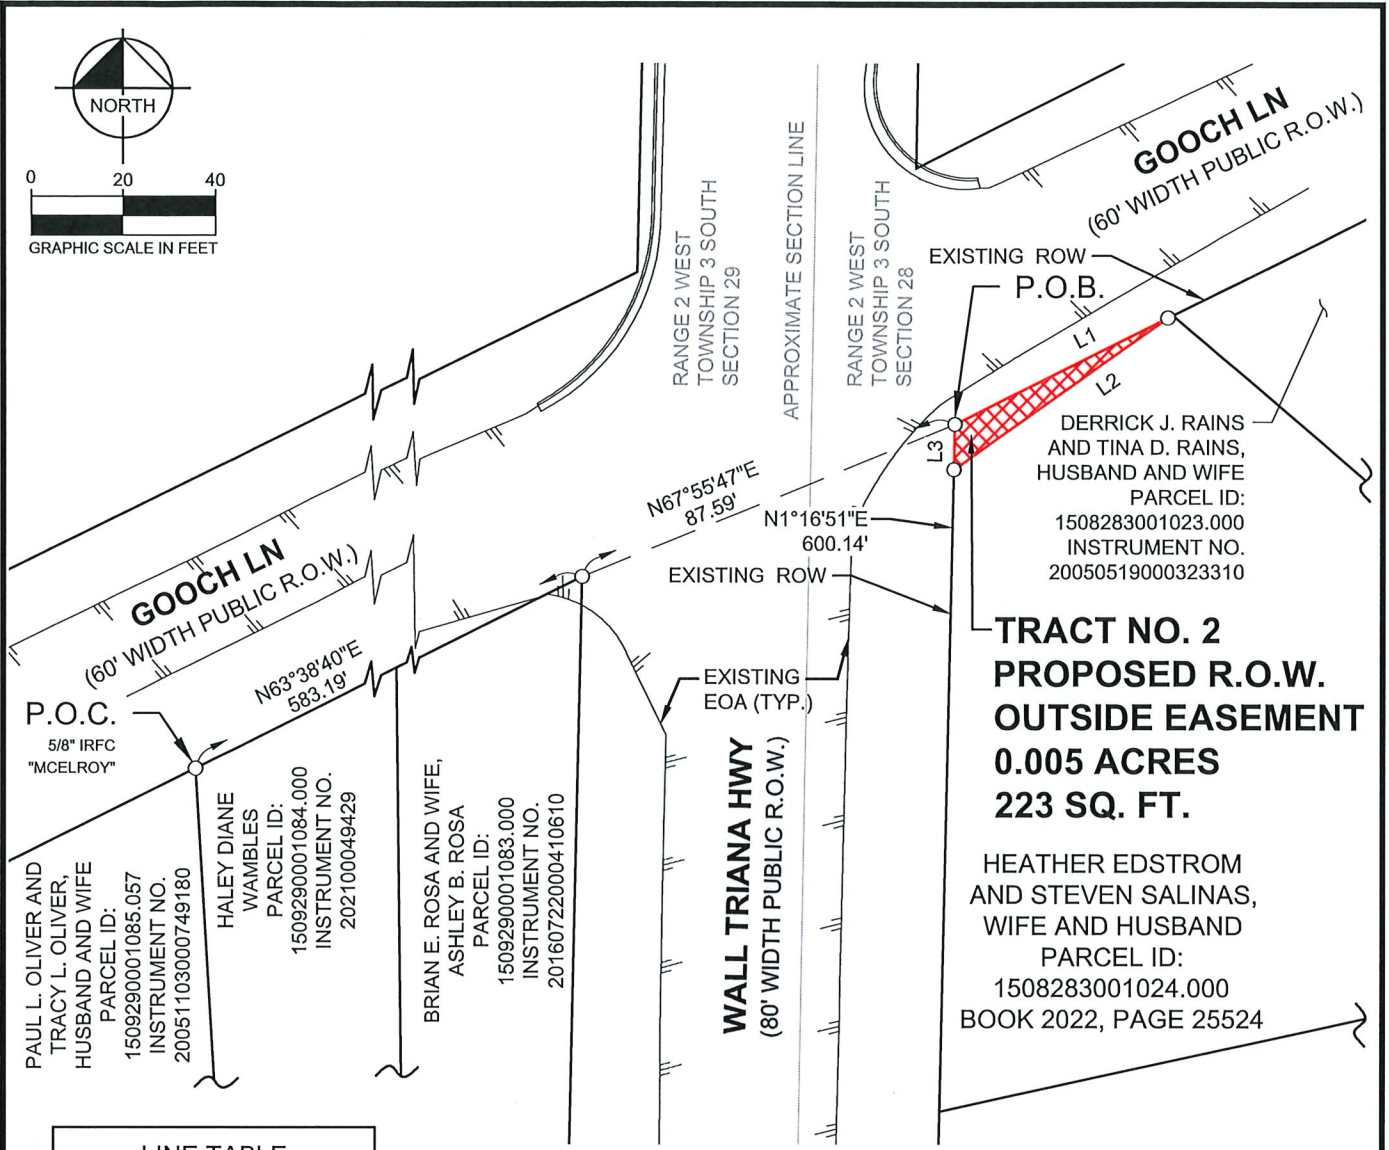 NORTH
0 20 40
GRAPHIC SCALE IN FEET
RANGE 2 WEST
TOWNSHIP 3 SOUTH
SECTION 29
APPROXIMATE SECTION LINE
RANGE 2 WEST
TOWNSHIP 3 SOUTH
SECTION 28
GOOCH LN
(60' WIDTH PUBLIC R.O.W.)
EXISTING ROW
P.O.B.
L1
L2
L3
DERRICK J. RAINS
AND TINA D. RAINS,
HUSBAND AND WIFE
PARCEL ID:
1508283001023.000
INSTRUMENT NO.
20050519000323310
N67°55'47"E
87.59'
N1°16'51"E
600.14'
EXISTING ROW
GOOCH LN
(60' WIDTH PUBLIC R.O.W.)
N63°38'40"E
583.19'
P.O.C.
5/8" IRFC
"MCELROY"
EXISTING
EOA (TYP.)
TRACT NO. 2
PROPOSED R.O.W.
OUTSIDE EASEMENT
0.005 ACRES
223 SQ. FT.
WALL TRIANA HWY
(80' WIDTH PUBLIC R.O.W.)
HEATHER EDSTROM
AND STEVEN SALINAS,
WIFE AND HUSBAND
PARCEL ID:
1508283001024.000
BOOK 2022, PAGE 25524
PAUL L. OLIVER AND
TRACY L. OLIVER,
HUSBAND AND WIFE
PARCEL ID:
1509290001085.057
INSTRUMENT NO.
20051103000749180
HALEY DIANE
WAMBLES
PARCEL ID:
1509290001084.000
INSTRUMENT NO.
202100049429
BRIAN E. ROSA AND WIFE,
ASHLEY B. ROSA
PARCEL ID:
1509290001083.000
INSTRUMENT NO.
20160722000410610
LINE TABLE